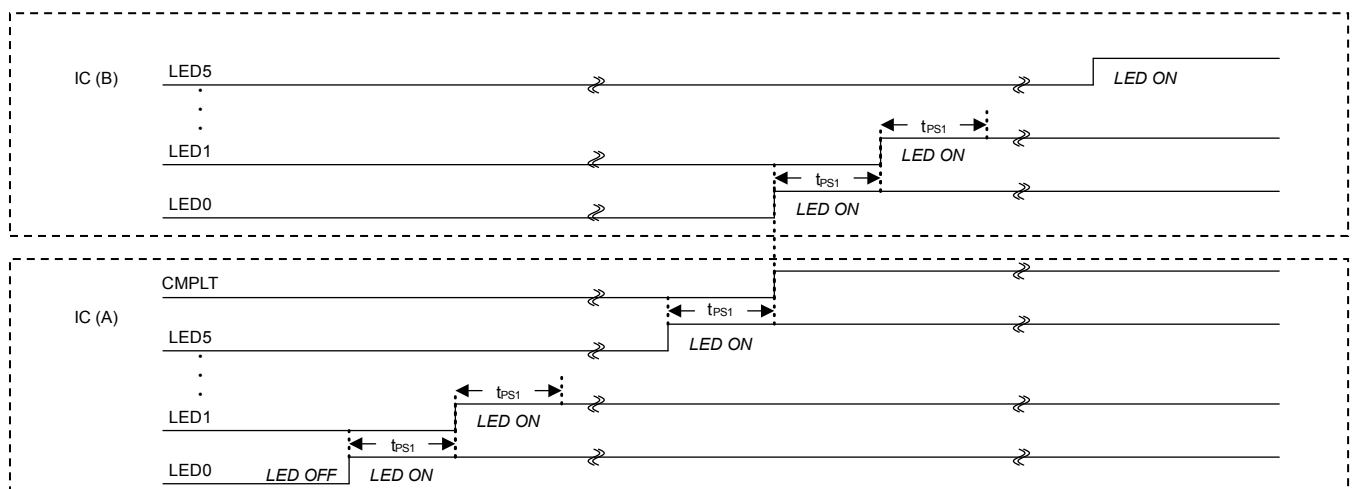 IC (B)
LED5
LED ON
tPS1
LED1
LED ON
tPS1
LED0
LED ON
CMPLT
IC (A)
tPS1
LED5
LED ON
tPS1
LED1
LED ON
tPS1
LED0
LED OFF
LED ON